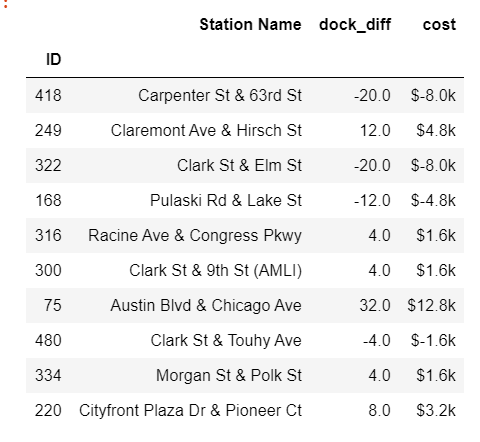 Station Name dock_diff cost
ID
418 Carpenter St & 63rd St -20.0 $-8.0k
249 Claremont Ave & Hirsch St 12.0 $4.8k
322 Clark St & Elm St -20.0 $-8.0k
168 Pulaski Rd & Lake St -12.0 $-4.8k
316 Racine Ave & Congress Pkwy 4.0 $1.6k
300 Clark St & 9th St (AMLI) 4.0 $1.6k
75 Austin Blvd & Chicago Ave 32.0 $12.8k
480 Clark St & Touhy Ave -4.0 $-1.6k
334 Morgan St & Polk St 4.0 $1.6k
220 Cityfront Plaza Dr & Pioneer Ct 8.0 $3.2k